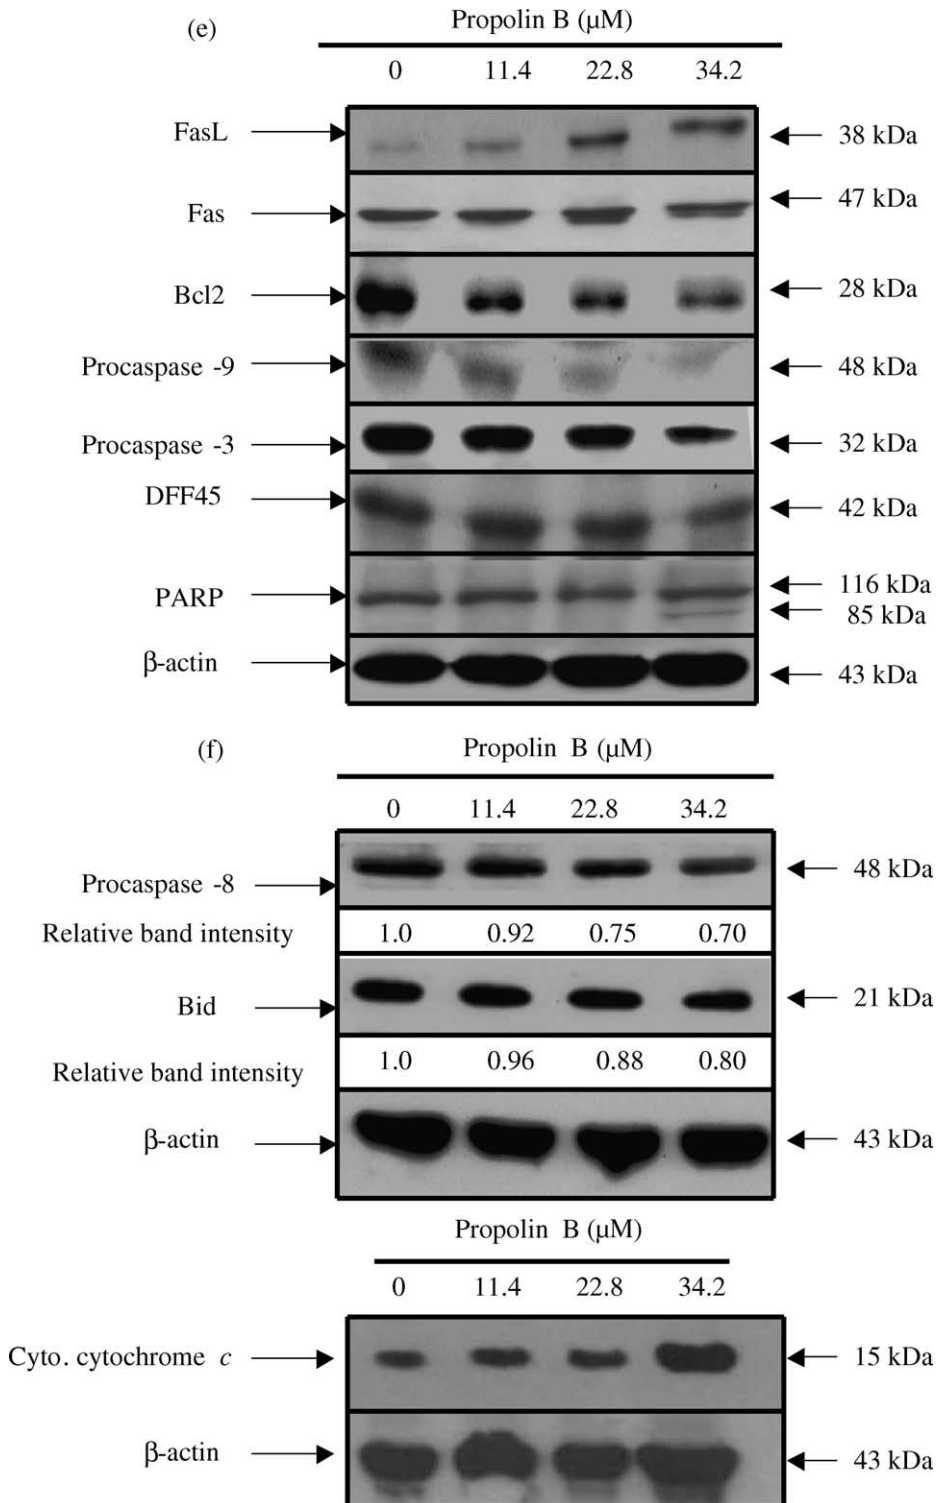 (e)
Propolin B (μM)
0 11.4 22.8 34.2
FasL 38 kDa
Fas 47 kDa
Bcl2 28 kDa
Procaspase -9 48 kDa
Procaspase -3 32 kDa
DFF45 42 kDa
PARP 116 kDa
85 kDa
β-actin 43 kDa
(f)
Propolin B (μM)
0 11.4 22.8 34.2
Procaspase -8 48 kDa
Relative band intensity 1.0 0.92 0.75 0.70
Bid 21 kDa
Relative band intensity 1.0 0.96 0.88 0.80
β-actin 43 kDa
Propolin B (μM)
0 11.4 22.8 34.2
Cyto. cytochrome c 15 kDa
β-actin 43 kDa